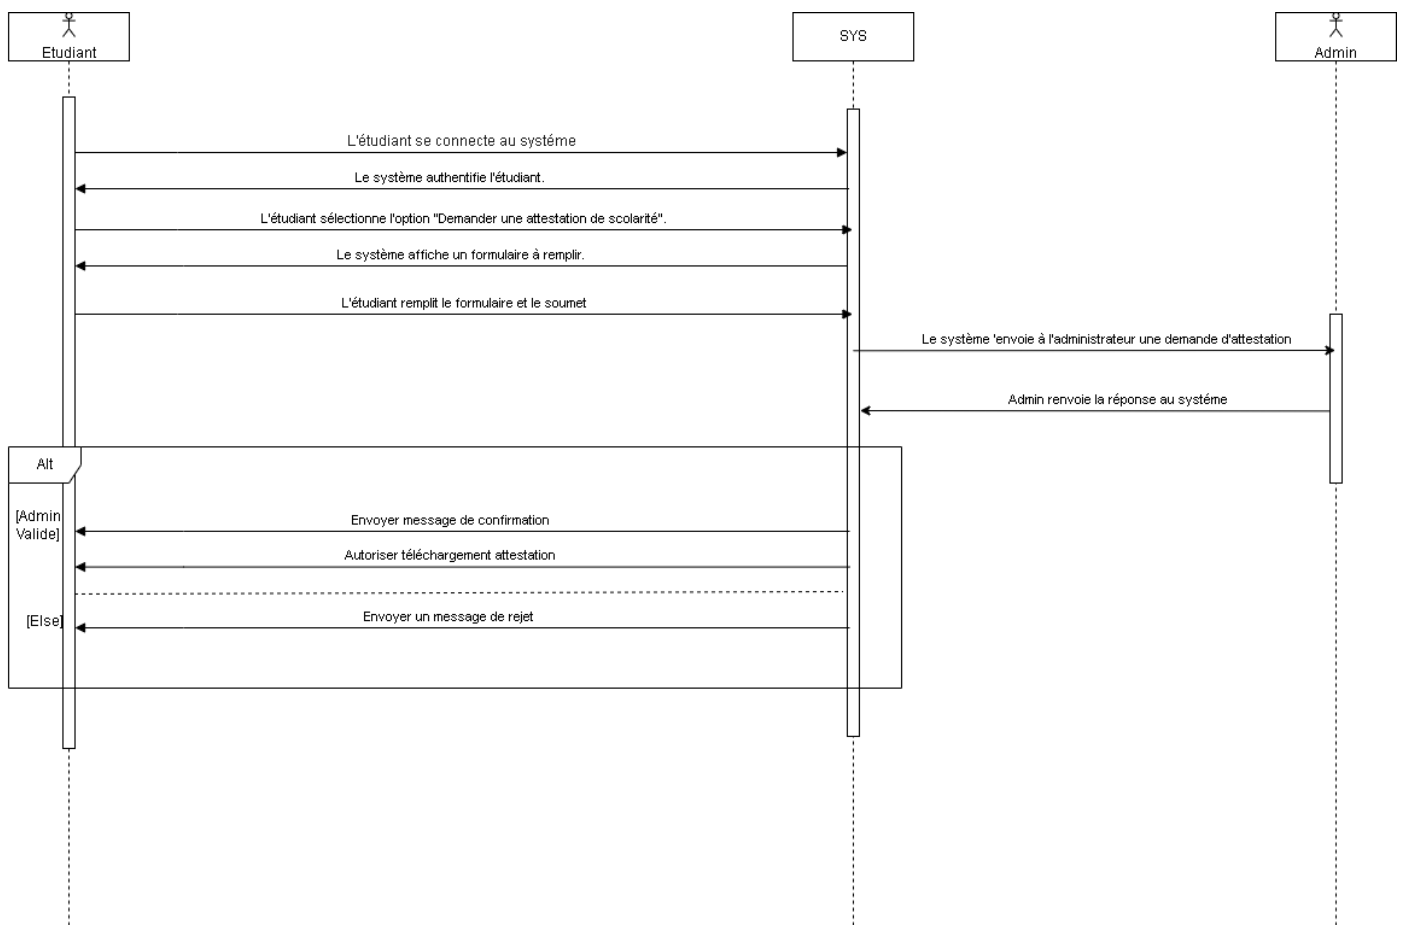 Etudiant
SYS
Admin
L'étudiant se connecte au systéme
Le système authentifie l'étudiant.
L'étudiant sélectionne l'option "Demander une attestation de scolarité".
Le système affiche un formulaire à remplir.
L'étudiant remplit le formulaire et le soumet
Le système 'envoie à l'administrateur une demande d'attestation
Admin renvoie la réponse au systéme
Alt
[Admin
Valide]
Envoyer message de confirmation
Autoriser téléchargement attestation
[Else]
Envoyer un message de rejet